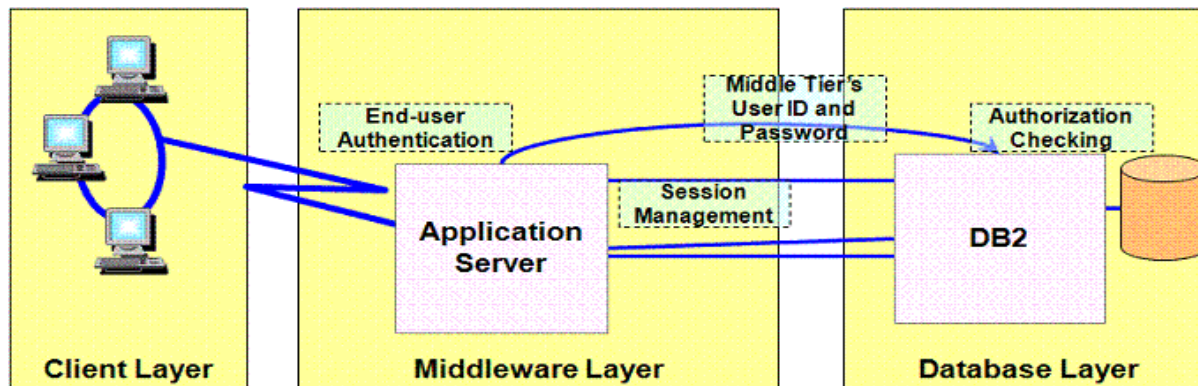 End-user
Authentication
Middle Tier's
User ID and
Password
Authorization
Checking
Session
Management
Application
Server
DB2
Client Layer
Middleware Layer
Database Layer